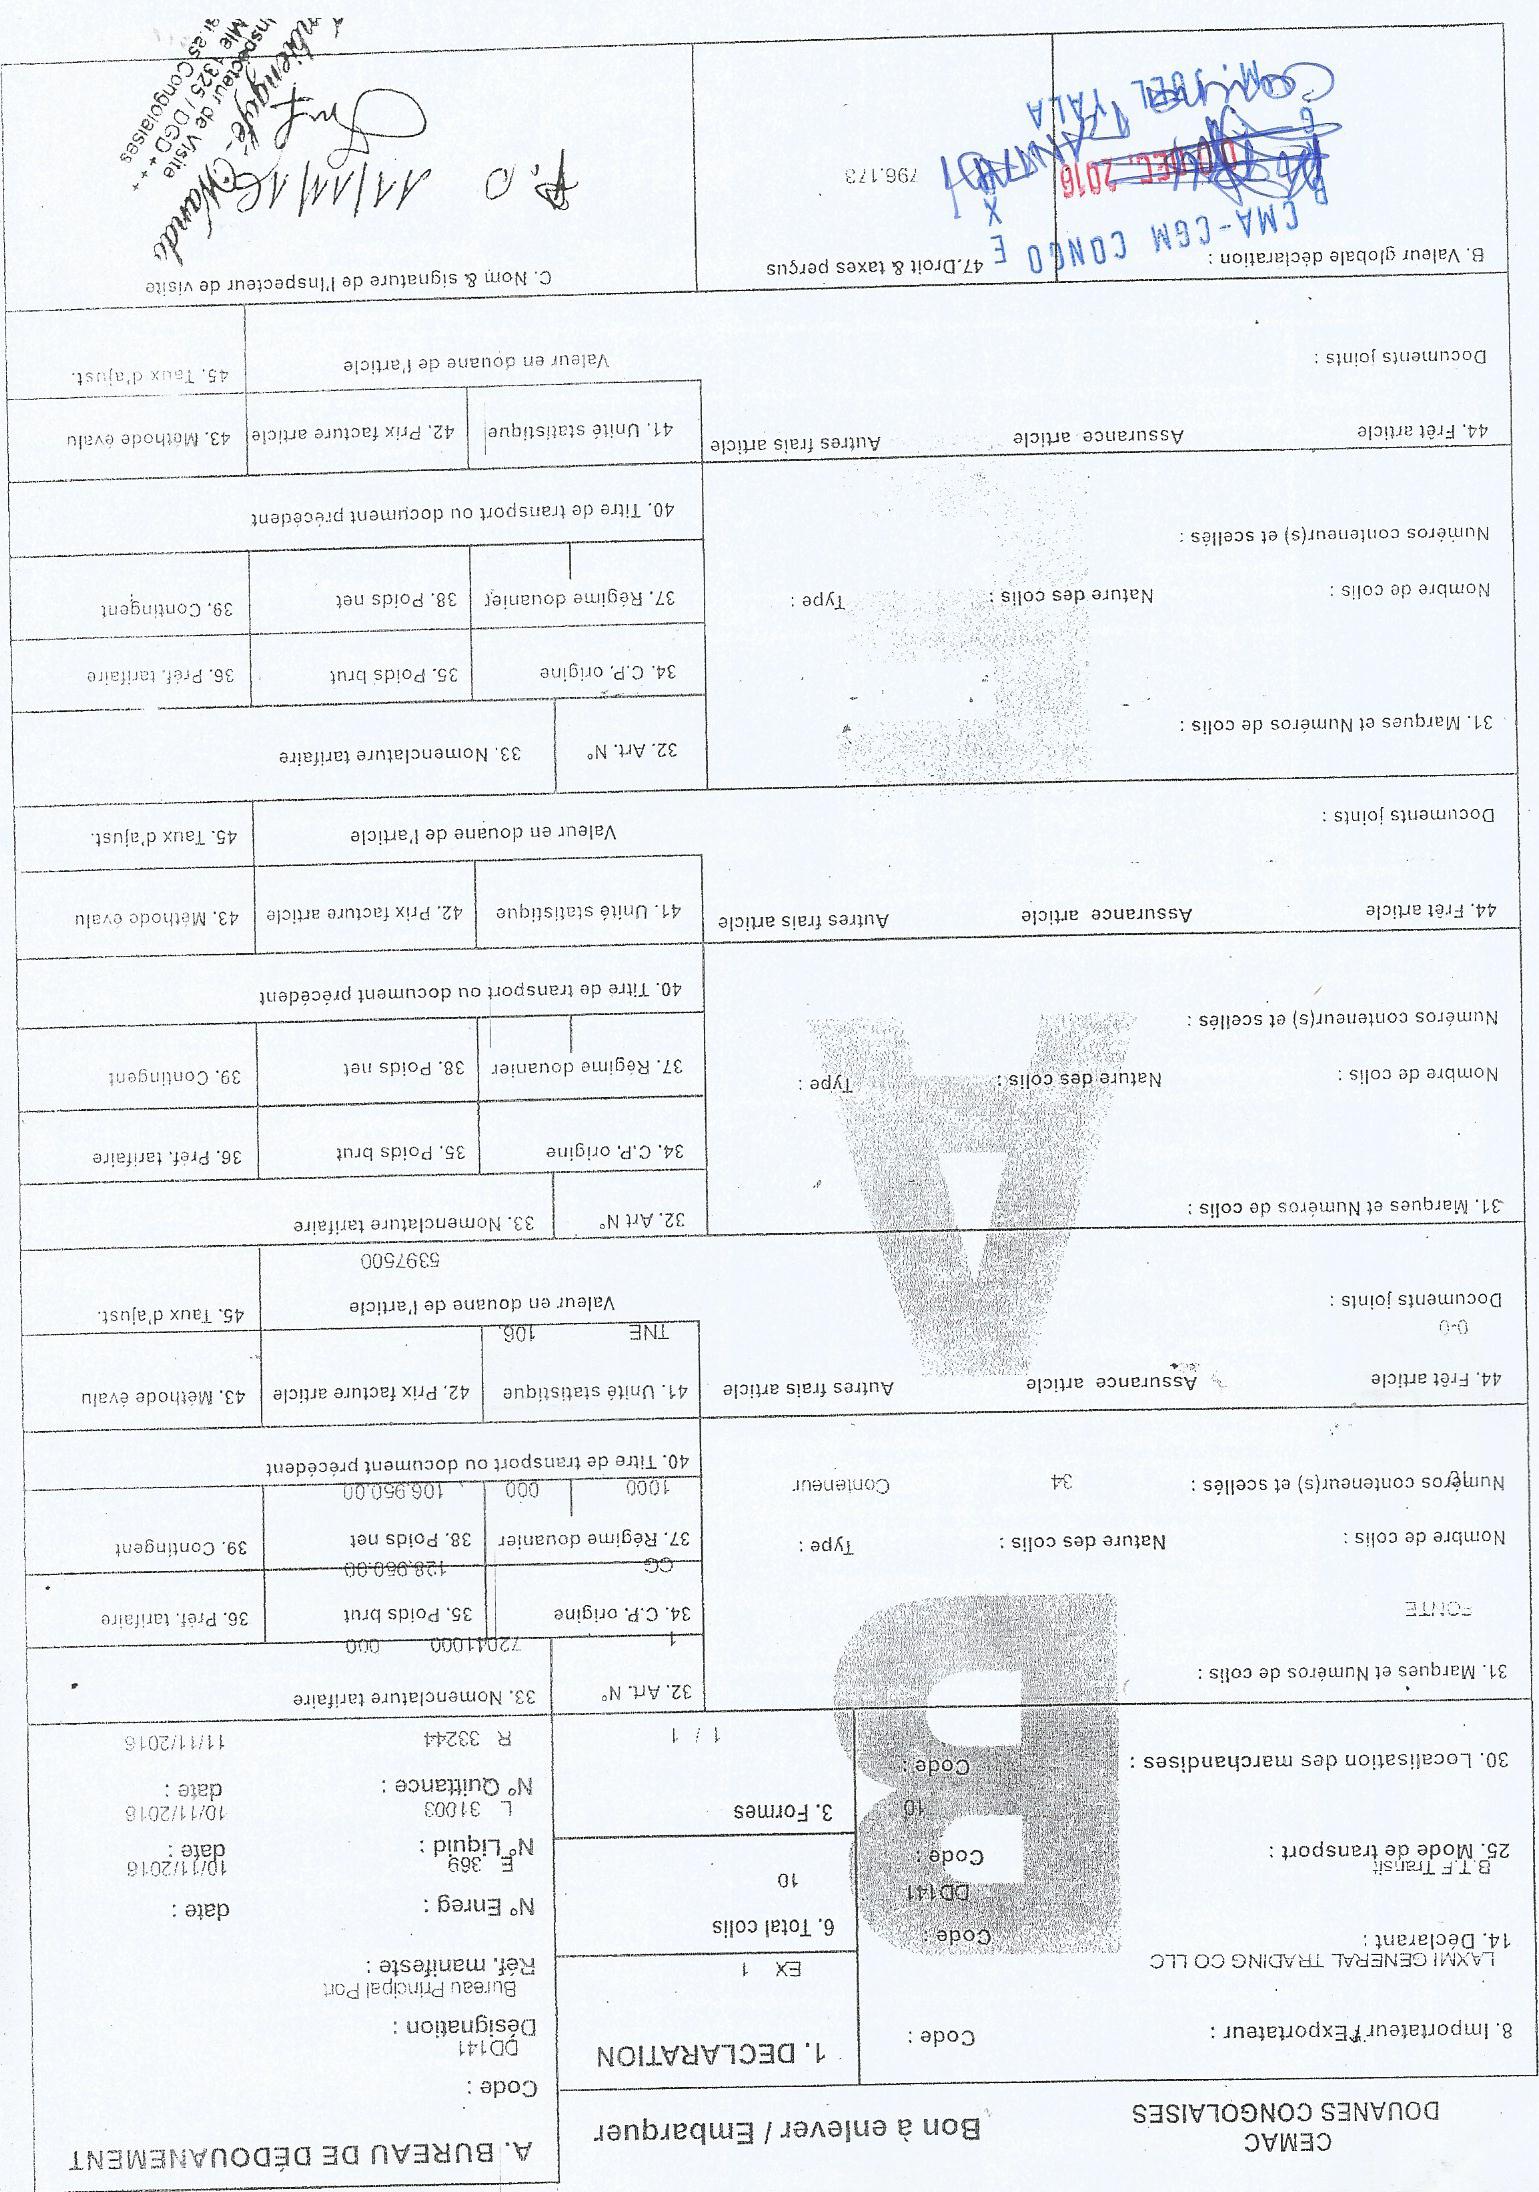 CEMAC
DOUANES CONGOLAISES
Bon à enlever / Embarquer
A. BUREAU DE DÉDOUANEMENT
Code :
DD141
Désignation :
Bureau Principal Port
Réf. manifeste :
N° Enreg : date :
E 369 10/11/2016
N° Liquid : date :
L 31003 10/11/2016
N° Quittance : date :
R 33244 11/11/2016
8. Importateur / Exportateur : Code :
LAXMI GENERAL TRADING CO LLC
1. DECLARATION
EX 1
14. Déclarant : Code :
B.T.F Transit DD141
6. Total colis
10
25. Mode de transport : Code :
10
3. Formes
1 / 1
30. Localisation des marchandises : Code :
BAE
31. Marques et Numéros de colis :
FONTE
32. Art. N° 33. Nomenclature tarifaire
1 72041000 000
34. C.P. origine 35. Poids brut 36. Préf. tarifaire
CG 128,950.00
Nombre de colis : Nature des colis : Type :
37. Régime douanier 38. Poids net 39. Contingent
1000 000 106,950.00
Numéros conteneur(s) et scellés :
34 Conteneur
40. Titre de transport ou document précédent
44. Frêt article Assurance article Autres frais article
0-0
41. Unité statistique 42. Prix facture article 43. Méthode évalu
TNE 106,
Documents joints :
Valeur en douane de l'article 45. Taux d'ajust.
5397500
31. Marques et Numéros de colis :
32. Art N° 33. Nomenclature tarifaire
34. C.P. origine 35. Poids brut 36. Préf. tarifaire
Nombre de colis : Nature des colis : Type :
37. Régime douanier 38. Poids net 39. Contingent
Numéros conteneur(s) et scellés :
40. Titre de transport ou document précédent
44. Frêt article Assurance article Autres frais article
41. Unité statistique 42. Prix facture article 43. Méthode évalu
Documents joints :
Valeur en douane de l'article 45. Taux d'ajust.
31. Marques et Numéros de colis :
32. Art. N° 33. Nomenclature tarifaire
34. C.P. origine 35. Poids brut 36. Préf. tarifaire
Nombre de colis : Nature des colis : Type :
37. Régime douanier 38. Poids net 39. Contingent
Numéros conteneur(s) et scellés :
40. Titre de transport ou document précédent
44. Frêt article Assurance article Autres frais article
41. Unité statistique 42. Prix facture article 43. Méthode évalu
Documents joints :
Valeur en douane de l'article 45. Taux d'ajust.
B. Valeur globale déclaration :
47. Droit & taxes perçus
796.173
C. Nom & signature de l'Inspecteur de visite
CMA-CGM CONGO
DEC. 2016
YALA
P.O 11/11/16
Inspecteur de Visite
Mle 1325 / DGD
Congolaises